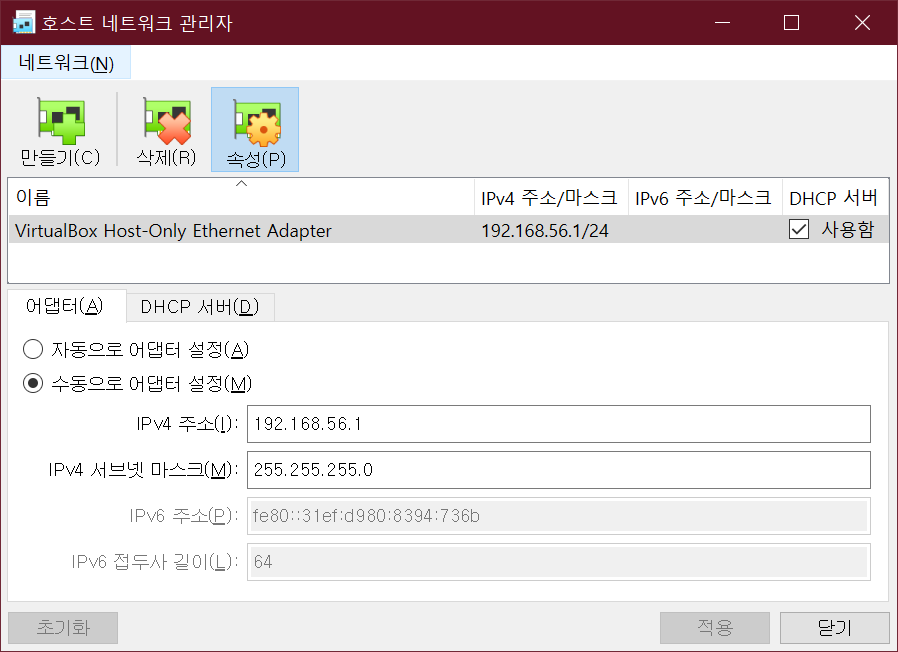 호스트 네트워크 관리자
네트워크(N)
만들기(C) 삭제(R) 속성(P)
이름 IPv4 주소/마스크 IPv6 주소/마스크 DHCP 서버
VirtualBox Host-Only Ethernet Adapter 192.168.56.1/24 사용함
어댑터(A) DHCP 서버(D)
자동으로 어댑터 설정(A)
수동으로 어댑터 설정(M)
IPv4 주소(I): 192.168.56.1
IPv4 서브넷 마스크(M): 255.255.255.0
IPv6 주소(P): fe80::31ef:d980:8394:736b
IPv6 접두사 길이(L): 64
초기화 적용 닫기